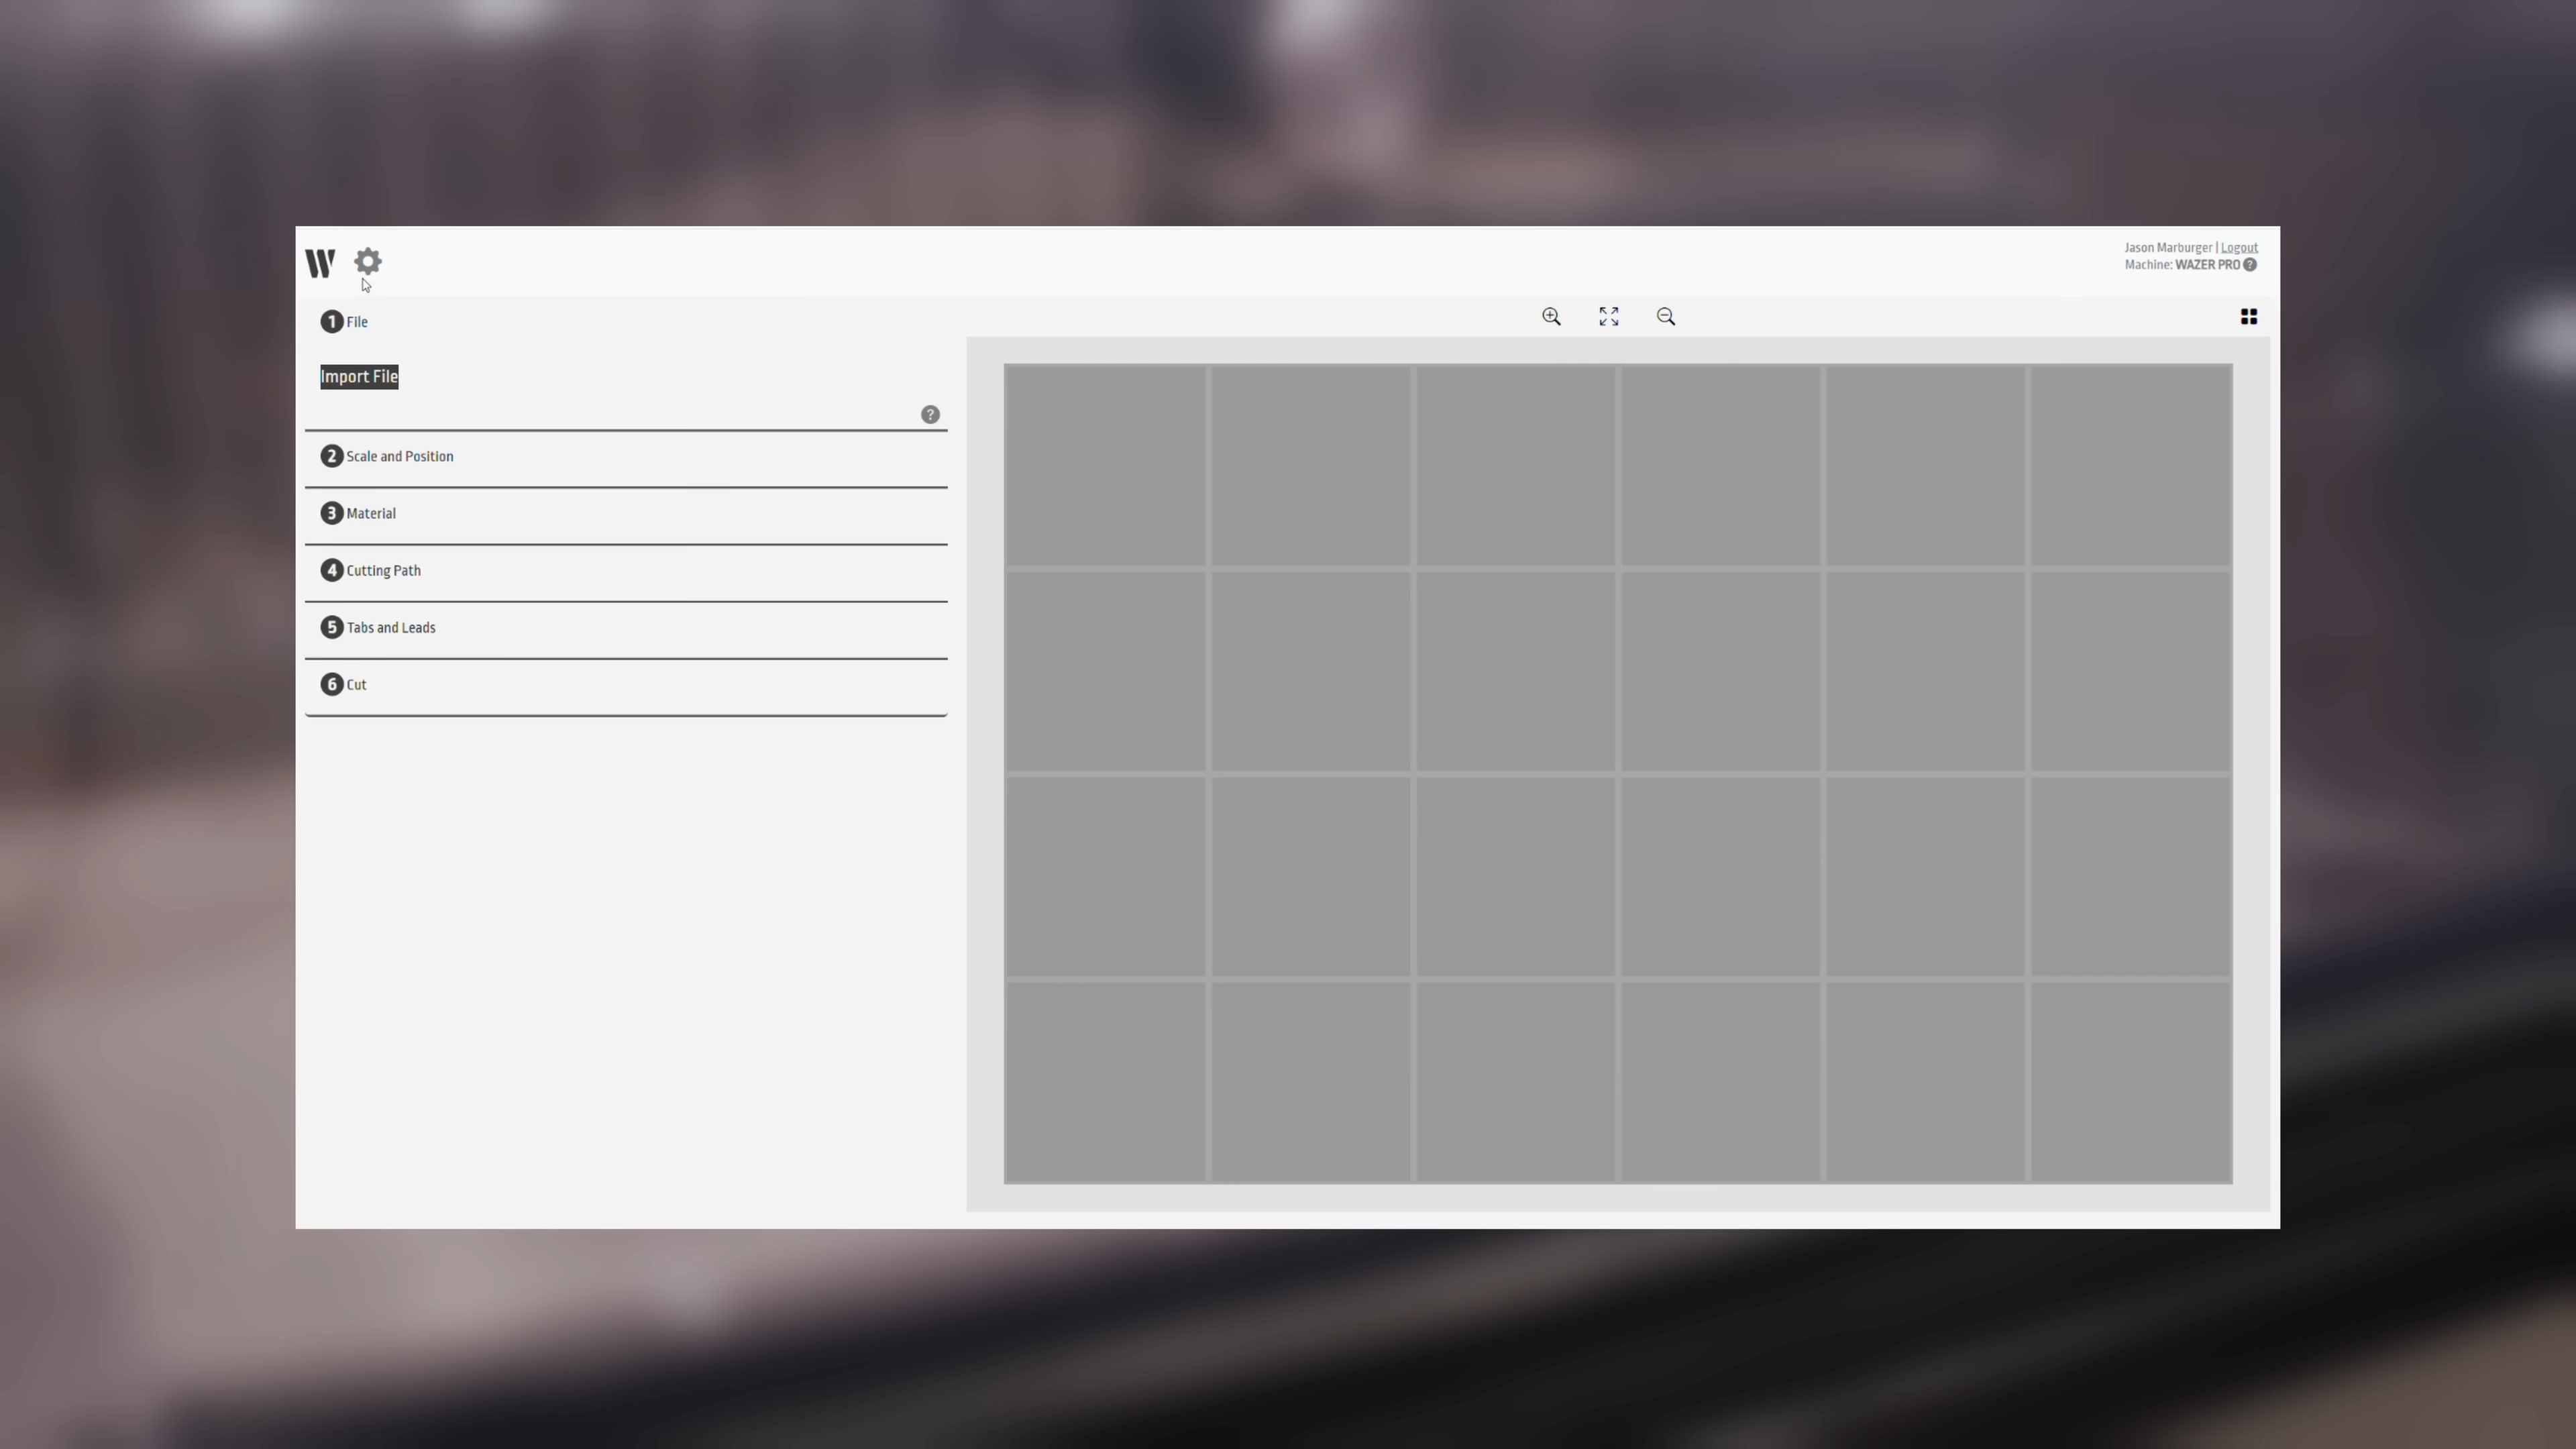 W
Jason Marburger | Logout
Machine: WAZER PRO ?
1 File
Import File
?
2 Scale and Position
3 Material
4 Cutting Path
5 Tabs and Leads
6 Cut